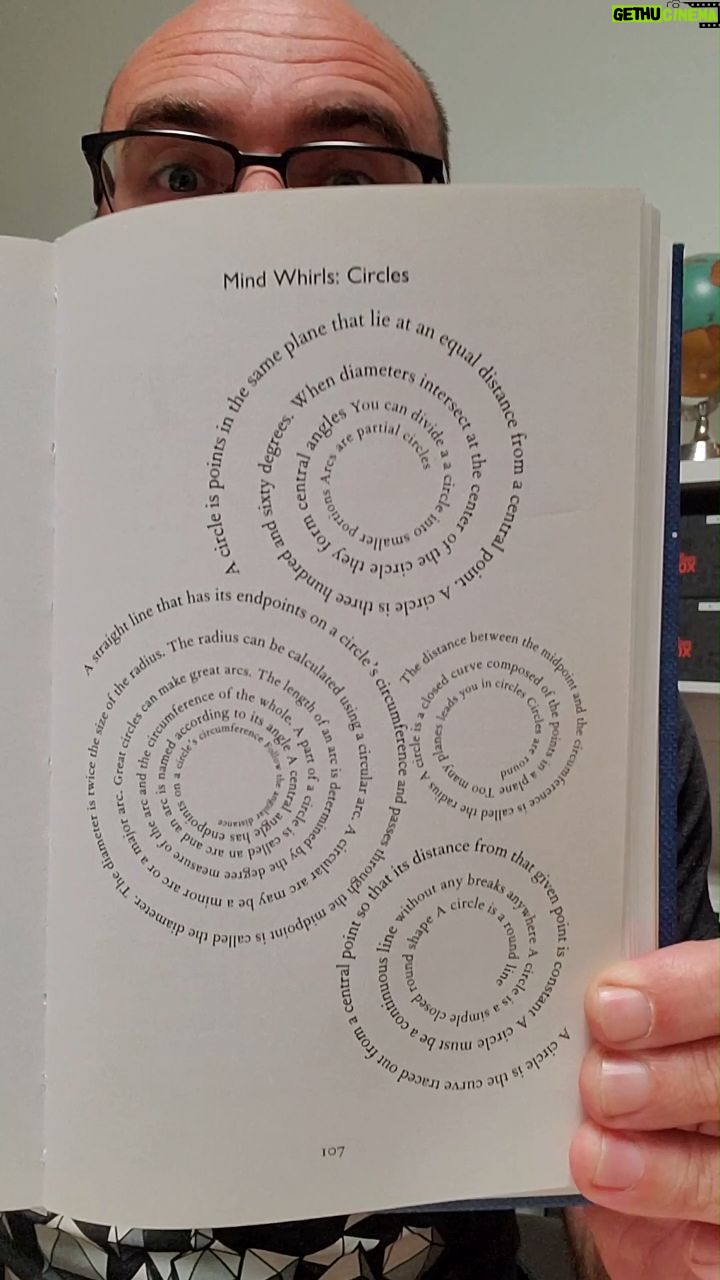 GETHUCINEMA
Mind Whirls: Circles
A circle is points in the same plane that lie at an equal distance from a central point. A circle is three hundred and sixty degrees. When diameters intersect at the center of the circle they form central angles You can divide a a circle into smaller portions Arcs are partial circles
A straight line that has its endpoints on a circle's circumference and passes through the midpoint is called the diameter. The diameter is twice the size of the radius. The radius can be calculated using a circular arc. A circular arc may be a minor arc or a major arc. Great circles can make great arcs. The length of an arc is determined by the degree measure of the arc and the circumference of the whole. A part of a circle is called an arc and an arc is named according to its angle A central angle has endpoints on a circle's circumference Follow the angular distance
The distance between the midpoint and the circumference is called the radius A circle is a closed curve composed of the points in a plane Too many planes leads you in circles Circles are round
A circle is the curve traced out from a central point so that its distance from that given point is constant A circle must be a continuous line without any breaks anywhere A circle is a simple closed round shape A circle is a round line
107